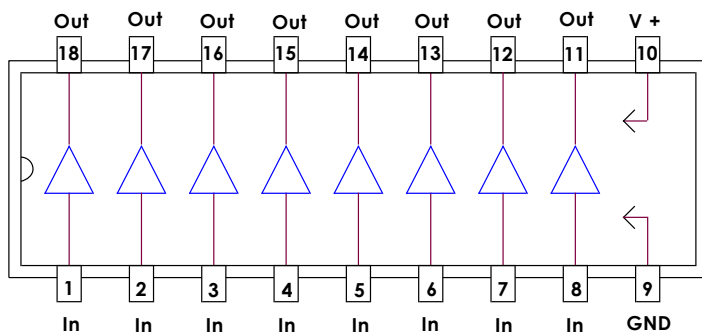 Out Out Out Out Out Out Out Out V +
18 17 16 15 14 13 12 11 10
1 2 3 4 5 6 7 8 9
In In In In In In In In GND